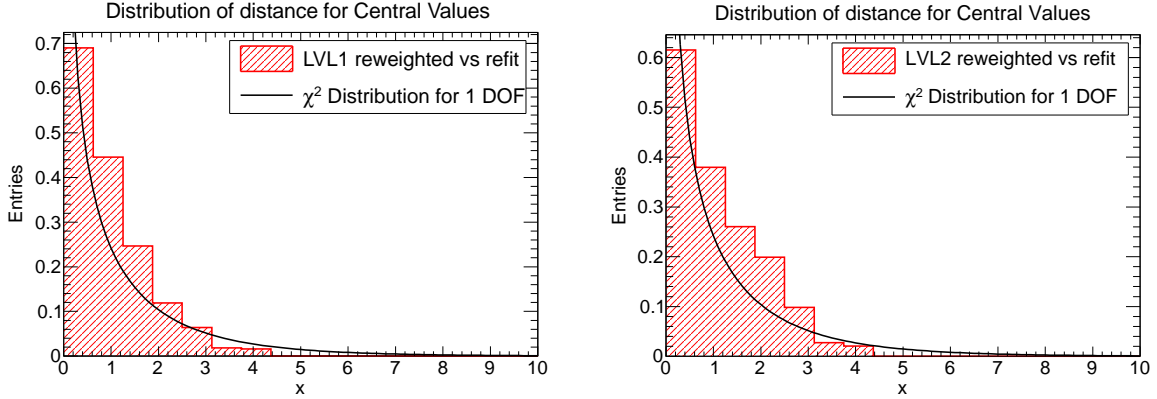 Distribution of distance for Central Values
Entries
0.7
0.6
0.5
0.4
0.3
0.2
0.1
0
LVL1 reweighted vs refit
χ² Distribution for 1 DOF
0 1 2 3 4 5 6 7 8 9 10
x
Distribution of distance for Central Values
Entries
0.6
0.5
0.4
0.3
0.2
0.1
0
LVL2 reweighted vs refit
χ² Distribution for 1 DOF
0 1 2 3 4 5 6 7 8 9 10
x